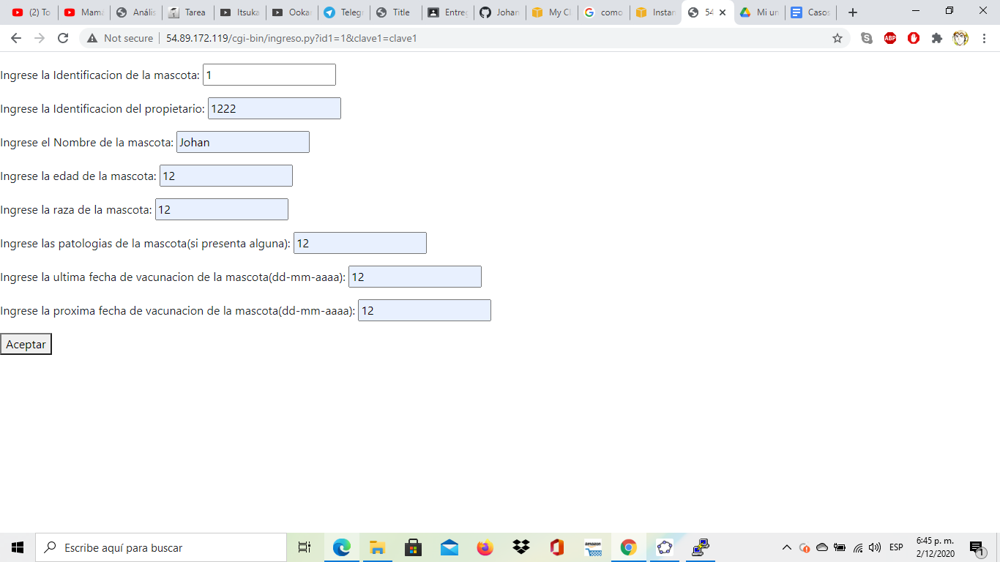 (2) To Mama Anális Tarea Itsuka Ooka Telegr Title Entreg Johan My Cl como Instan 54 Mi un Casos
Not secure 54.89.172.119/cgi-bin/ingreso.py?id1=1&clave1=clave1 ABP
Ingrese la Identificacion de la mascota: 1
Ingrese la Identificacion del propietario: 1222
Ingrese el Nombre de la mascota: Johan
Ingrese la edad de la mascota: 12
Ingrese la raza de la mascota: 12
Ingrese las patologias de la mascota(si presenta alguna): 12
Ingrese la ultima fecha de vacunacion de la mascota(dd-mm-aaaa): 12
Ingrese la proxima fecha de vacunacion de la mascota(dd-mm-aaaa): 12
Aceptar
Escribe aquí para buscar amazon ESP 6:45 p. m.
2/12/2020 1